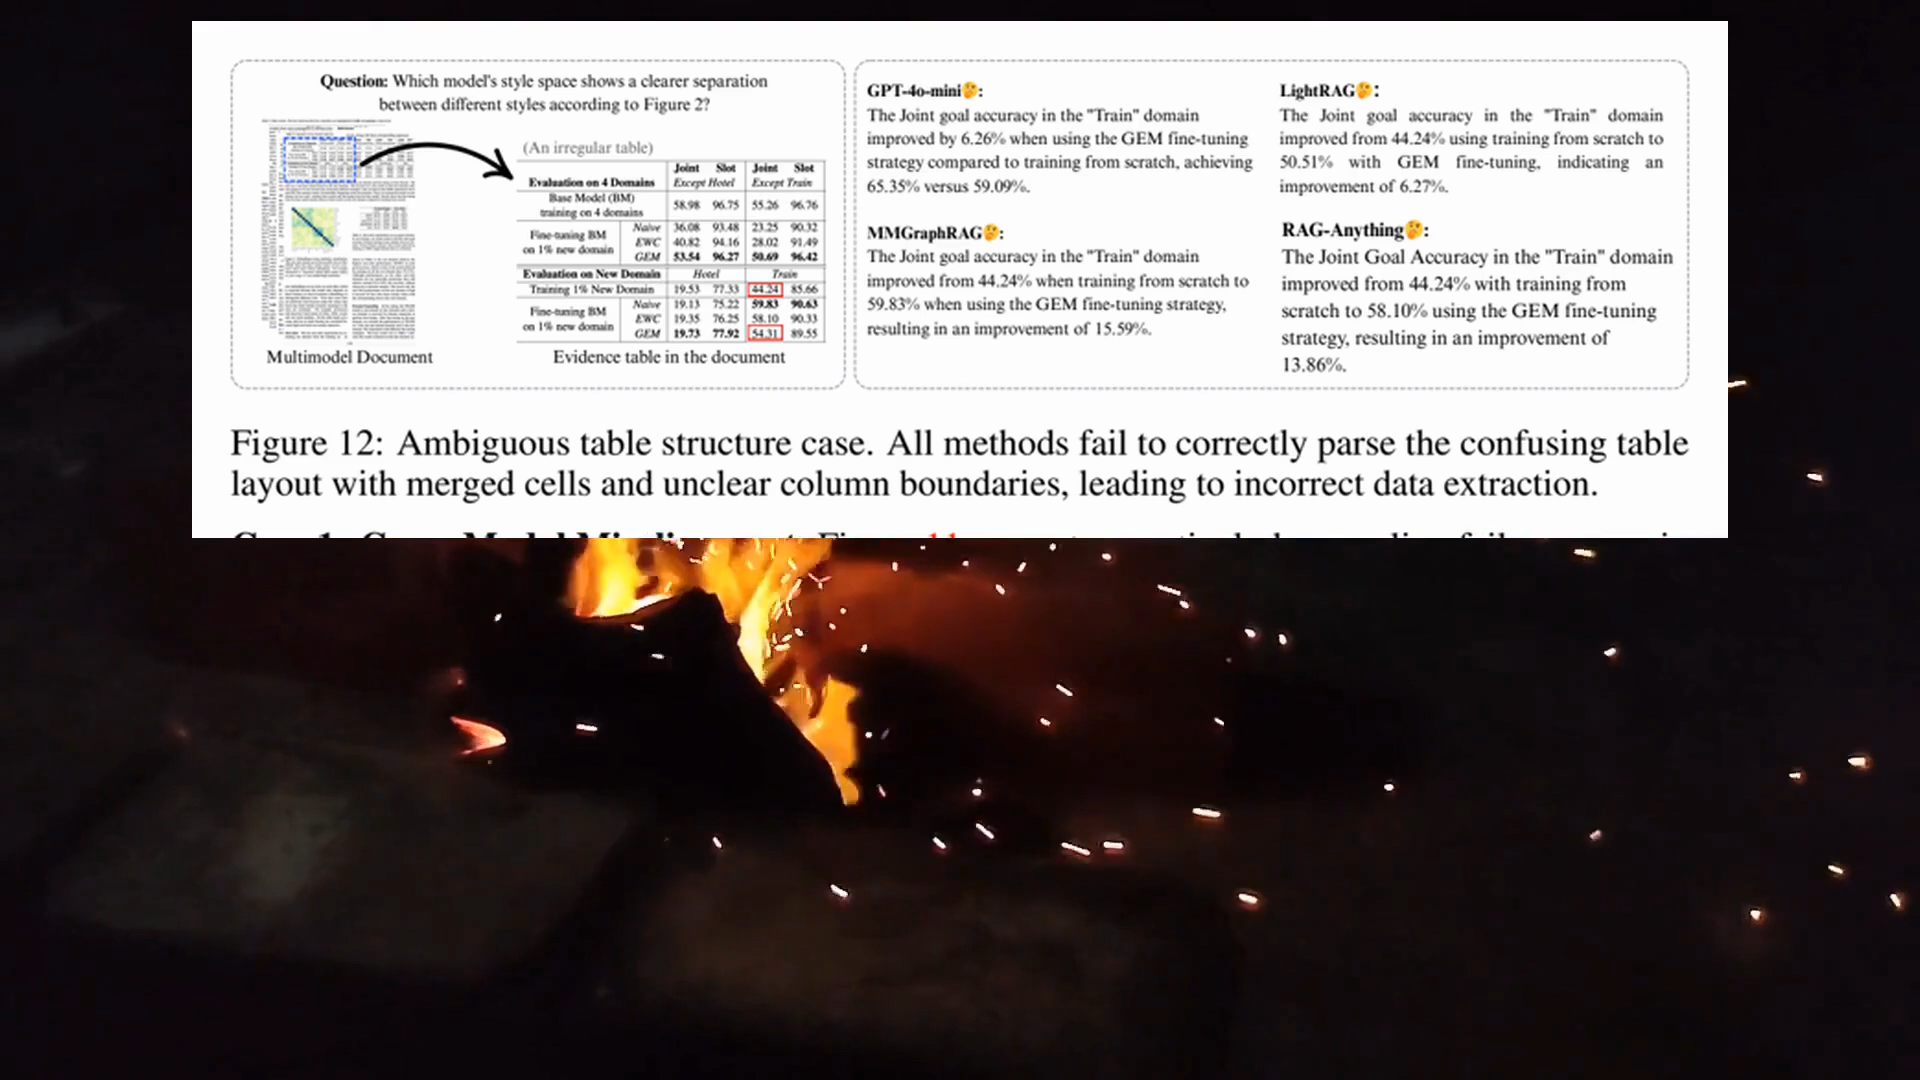 Question: Which model's style space shows a clearer separation
between different styles according to Figure 2?
(An irregular table)
Joint Slot Joint Slot
Evaluation on 4 Domains Except Hotel Except Train
Base Model (BM)
training on 4 domains 58.98 96.75 55.26 96.76
Fine-tuning BM
on 1% new domain
Naive 36.08 93.48 23.25 90.32
EWC 40.82 94.16 28.02 91.49
GEM 53.54 96.27 50.69 96.42
Evaluation on New Domain Hotel Train
Training 1% New Domain 19.53 77.33 44.24 85.66
Fine-tuning BM
on 1% new domain
Naive 19.13 75.22 59.83 90.63
EWC 19.35 76.25 58.10 90.33
GEM 19.73 77.92 54.31 89.55
Multimodel Document
Evidence table in the document
GPT-4o-mini🤔:
The Joint goal accuracy in the "Train" domain
improved by 6.26% when using the GEM fine-tuning
strategy compared to training from scratch, achieving
65.35% versus 59.09%.
LightRAG🤔:
The Joint goal accuracy in the "Train" domain
improved from 44.24% using training from scratch to
50.51% with GEM fine-tuning, indicating an
improvement of 6.27%.
MMGraphRAG🤔:
The Joint goal accuracy in the "Train" domain
improved from 44.24% when training from scratch to
59.83% when using the GEM fine-tuning strategy,
resulting in an improvement of 15.59%.
RAG-Anything🤔:
The Joint Goal Accuracy in the "Train" domain
improved from 44.24% with training from
scratch to 58.10% using the GEM fine-tuning
strategy, resulting in an improvement of
13.86%.
Figure 12: Ambiguous table structure case. All methods fail to correctly parse the confusing table
layout with merged cells and unclear column boundaries, leading to incorrect data extraction.